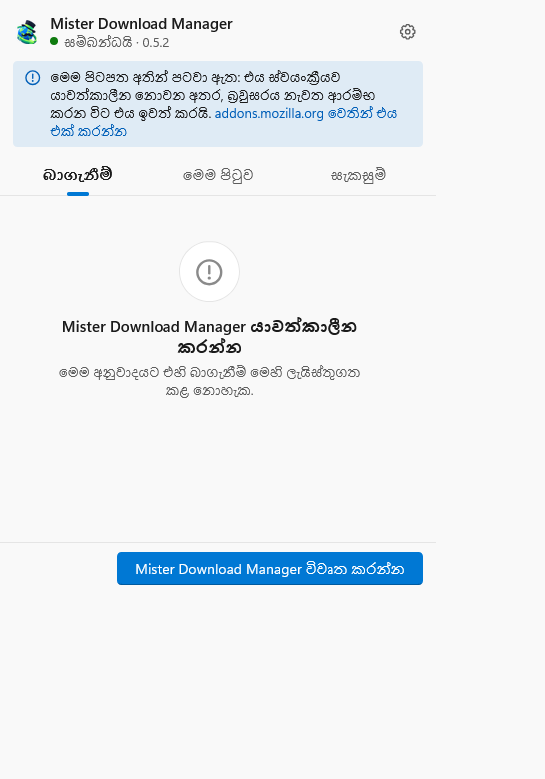 Mister Download Manager
සම්බන්ධයි · 0.5.2
මෙම පිටපත අතින් පටවා ඇත: එය ස්වයංක්‍රීයව
යාවත්කාලීන නොවන අතර, බ්‍රවුසරය නැවත ආරම්භ
කරන විට එය ඉවත් කරයි. addons.mozilla.org වෙතින් එය
එක් කරන්න
බාගැනීම්
මෙම පිටුව
සැකසුම්
Mister Download Manager යාවත්කාලීන
කරන්න
මෙම අනුවාදයට එහි බාගැනීම් මෙහි ලැයිස්තුගත
කළ නොහැක.
Mister Download Manager විවෘත කරන්න